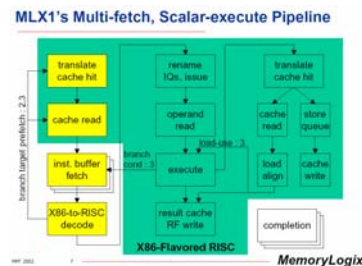 MLX1's Multi-fetch, Scalar-execute Pipeline
translate
cache hit
rename
IQs, issue
translate
cache hit
cache read
operand
read
cache
read
store
queue
branch target prefetch : 2.3
load-use : 3
inst. buffer
fetch
branch
cond : 3
execute
load
align
cache
write
X86-to-RISC
decode
result cache
RF write
completion
X86-Flavored RISC
2002
7
MemoryLogix